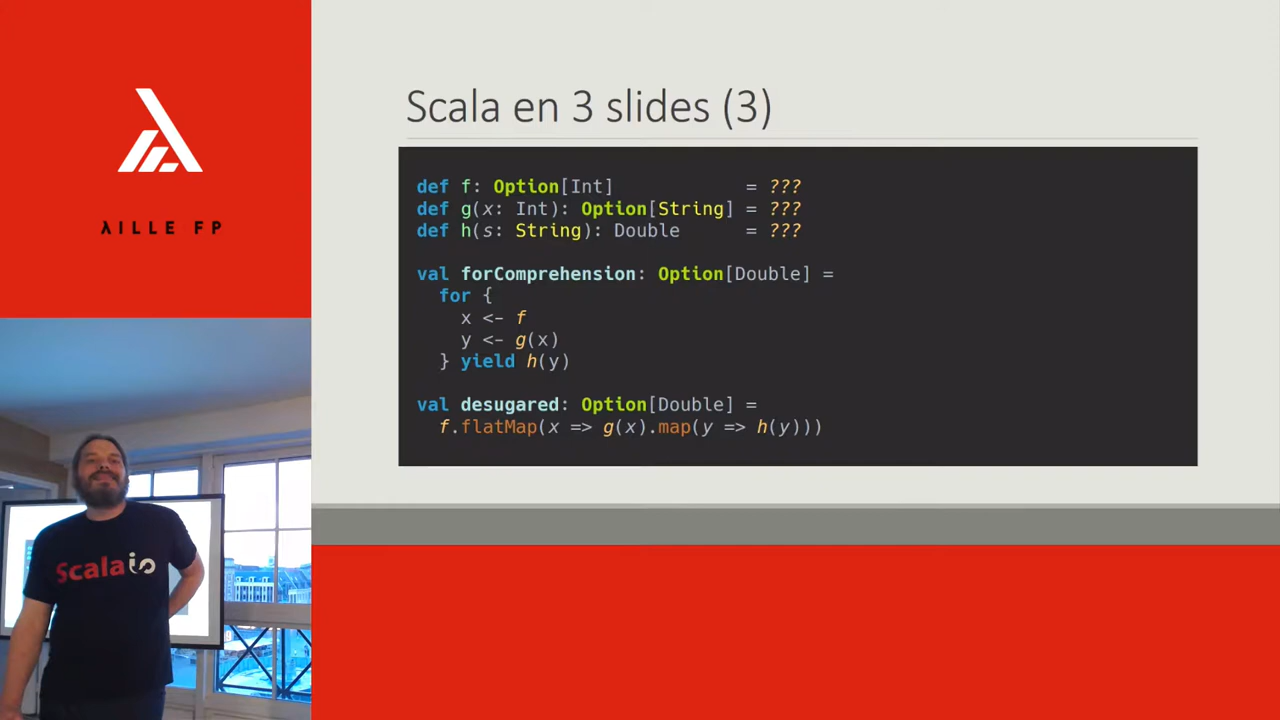 λILLE FP
Scala en 3 slides (3)
def f: Option[Int]             = ???
def g(x: Int): Option[String] = ???
def h(s: String): Double      = ???
val forComprehension: Option[Double] =
  for {
    x <- f
    y <- g(x)
  } yield h(y)
val desugared: Option[Double] =
  f.flatMap(x => g(x).map(y => h(y)))
Scala io